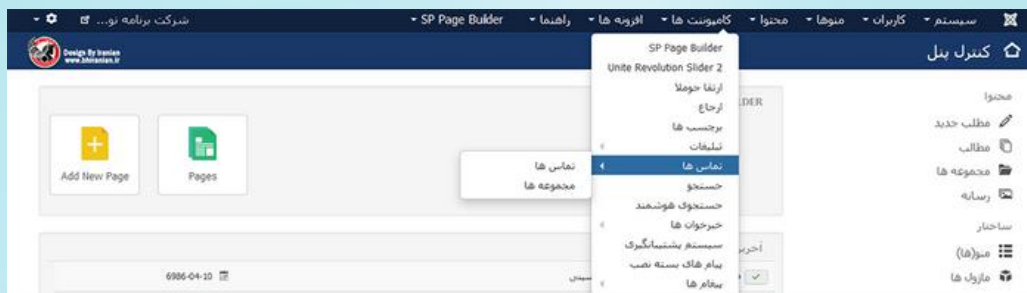 سیستم کاربران منوها محتوا کامپوننت ها افزونه ها راهنما SP Page Builder شرکت برنامه نو...
کنترل پنل
Design By Iranian
www.bhiranian.ir
SP Page Builder
Unite Revolution Slider 2
ارتقا جوملا
ارجاع
برچسب ها
تبلیغات
تماس ها
جستجو
جستجوی هوشمند
خبرخوان ها
سیستم پشتیبانگیری
پیام های بسته نصب
پیغام ها
تماس ها
مجموعه ها
محتوا
مطلب جدید
مطالب
مجموعه ها
رسانه
ساختار
منو(ها)
ماژول ها
Pages
Add New Page
6986-04-10